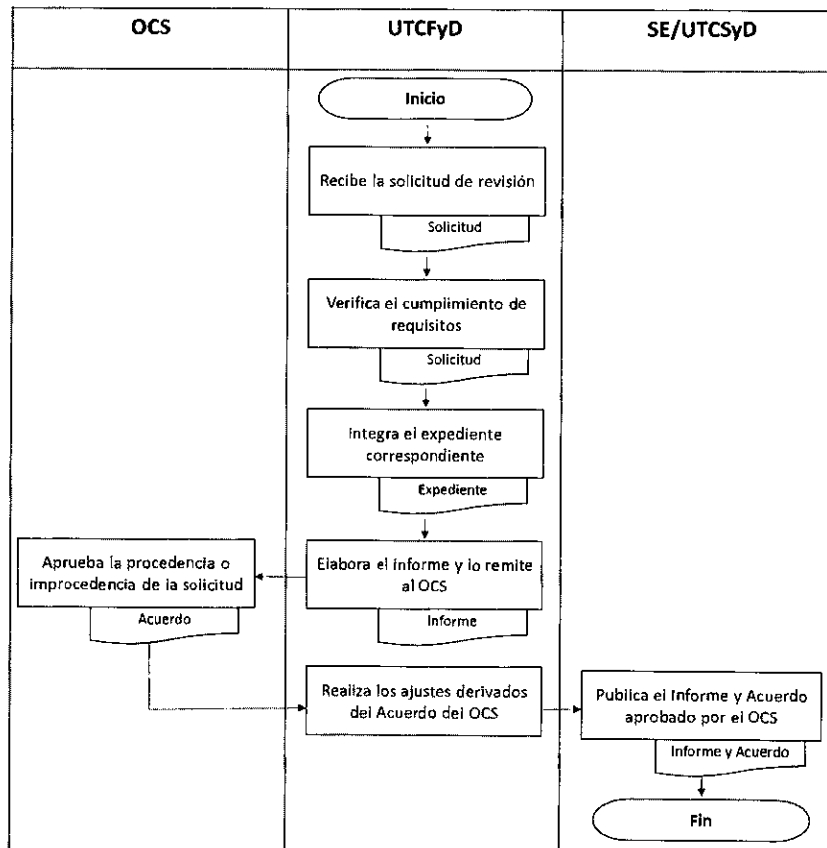 OCS
UTCFyD
SE/UTCSyD
Inicio
Recibe la solicitud de revisión
Solicitud
Verifica el cumplimiento de
requisitos
Solicitud
Integra el expediente
correspondiente
Expediente
Aprueba la procedencia o
improcedencia de la solicitud
Acuerdo
Elabora el informe y lo remite
al OCS
Informe
Realiza los ajustes derivados
del Acuerdo del OCS
Publica el Informe y Acuerdo
aprobado por el OCS
Informe y Acuerdo
Fin